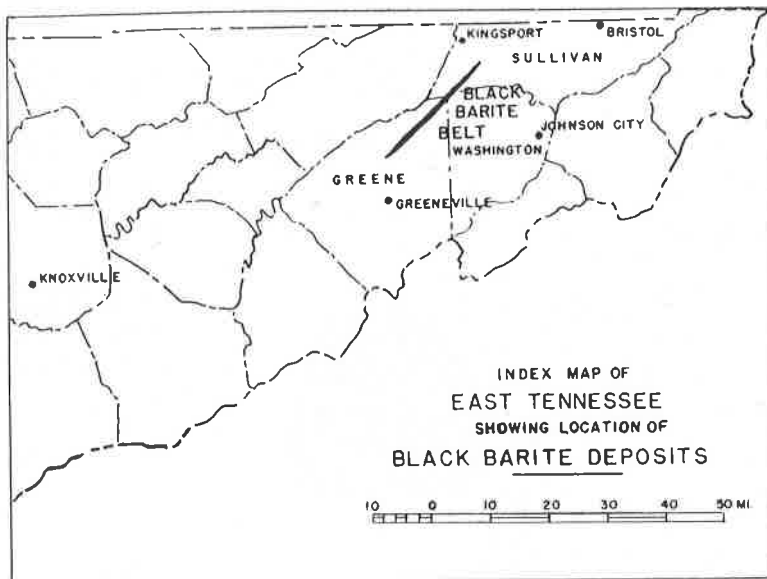 KINGSPORT
BRISTOL
SULLIVAN
BLACK
BARITE
BELT
JOHNSON CITY
WASHINGTON
GREENE
GREENEVILLE
KNOXVILLE
INDEX MAP OF
EAST TENNESSEE
SHOWING LOCATION OF
BLACK BARITE DEPOSITS
10 0 10 20 30 40 50 MI.